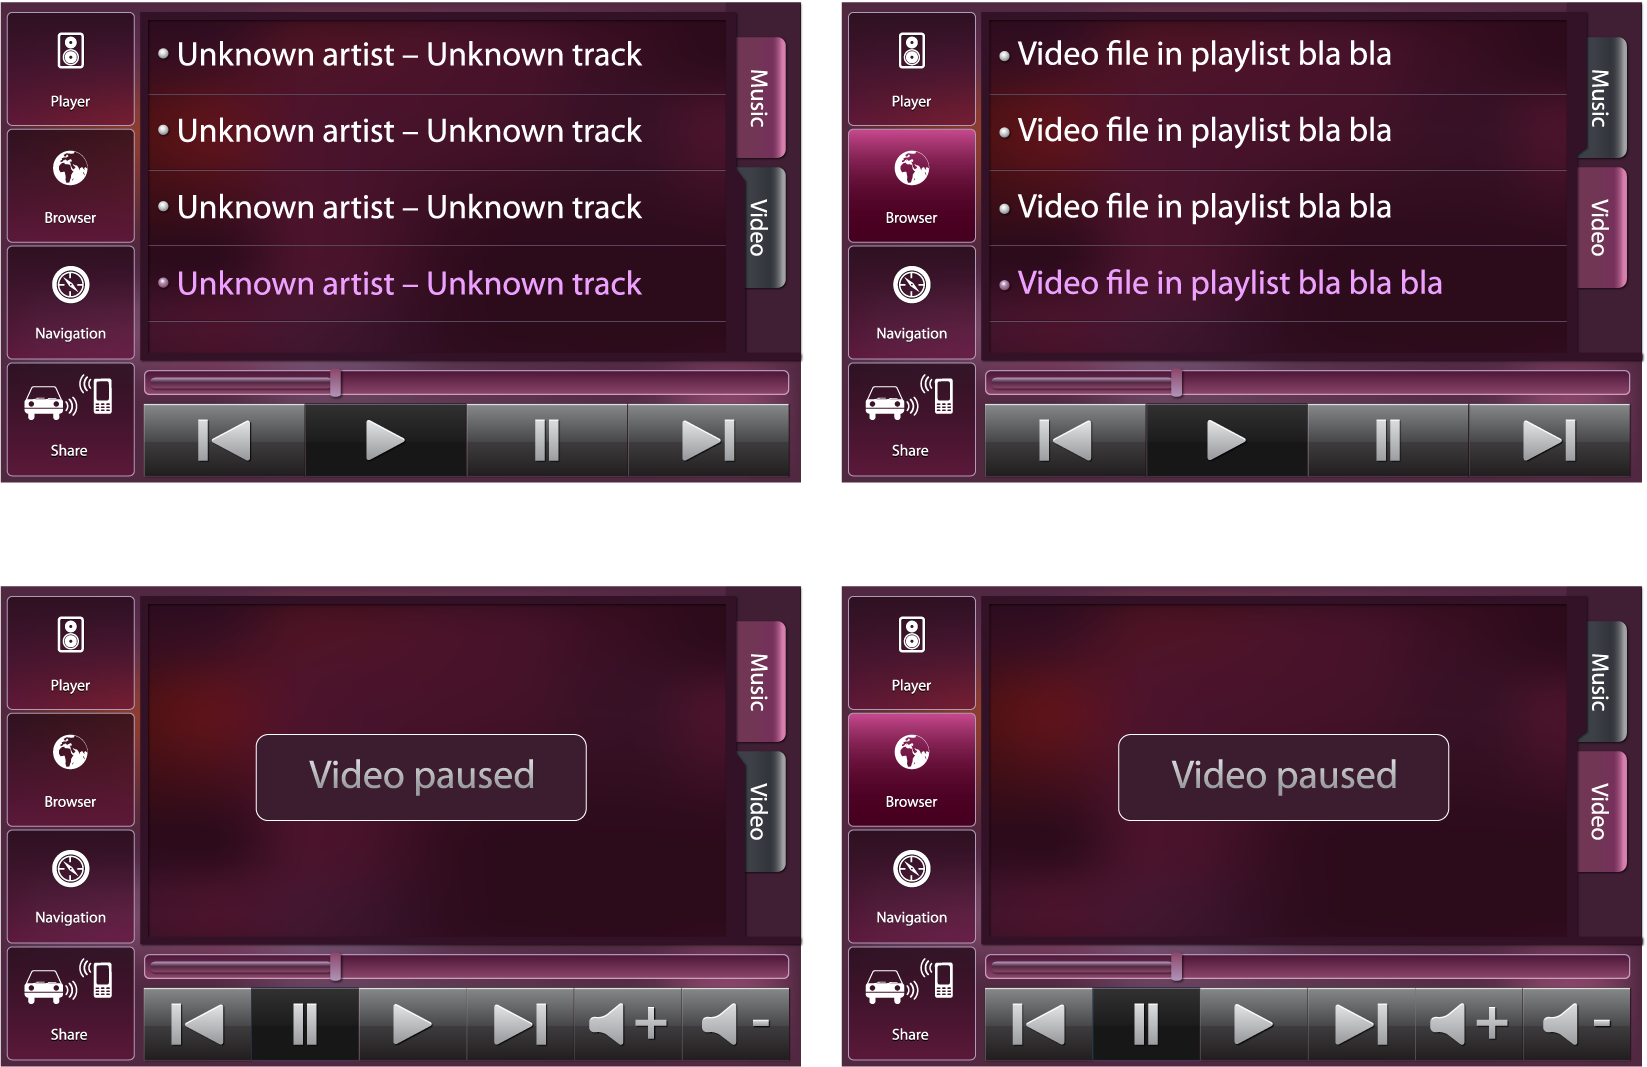 Player
Browser
Navigation
Share
Unknown artist – Unknown track
Unknown artist – Unknown track
Unknown artist – Unknown track
Unknown artist – Unknown track
Music
Video
Player
Browser
Navigation
Share
Video file in playlist bla bla
Video file in playlist bla bla
Video file in playlist bla bla
Video file in playlist bla bla bla
Music
Video
Player
Browser
Navigation
Share
Video paused
Music
Video
Player
Browser
Navigation
Share
Video paused
Music
Video